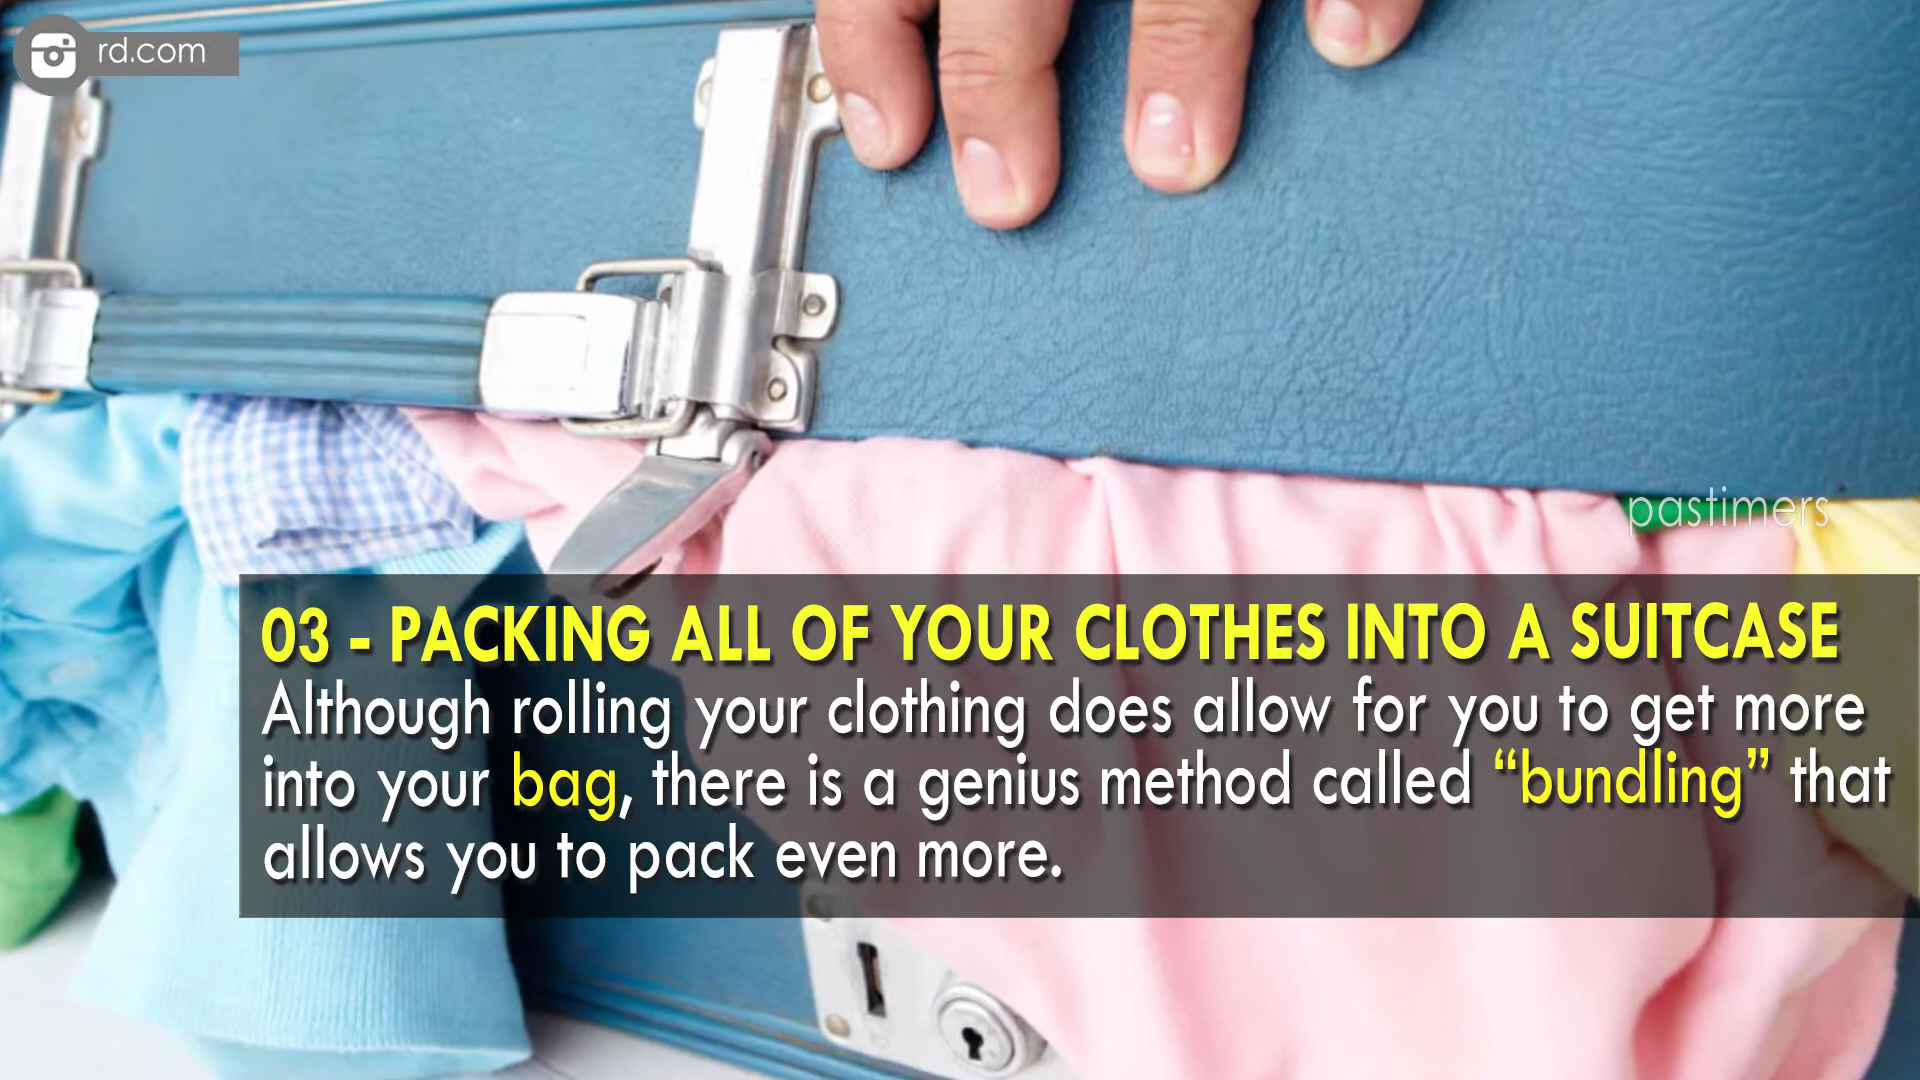 rd.com
pastimers
03 - PACKING ALL OF YOUR CLOTHES INTO A SUITCASE
Although rolling your clothing does allow for you to get more
into your bag, there is a genius method called “bundling” that
allows you to pack even more.